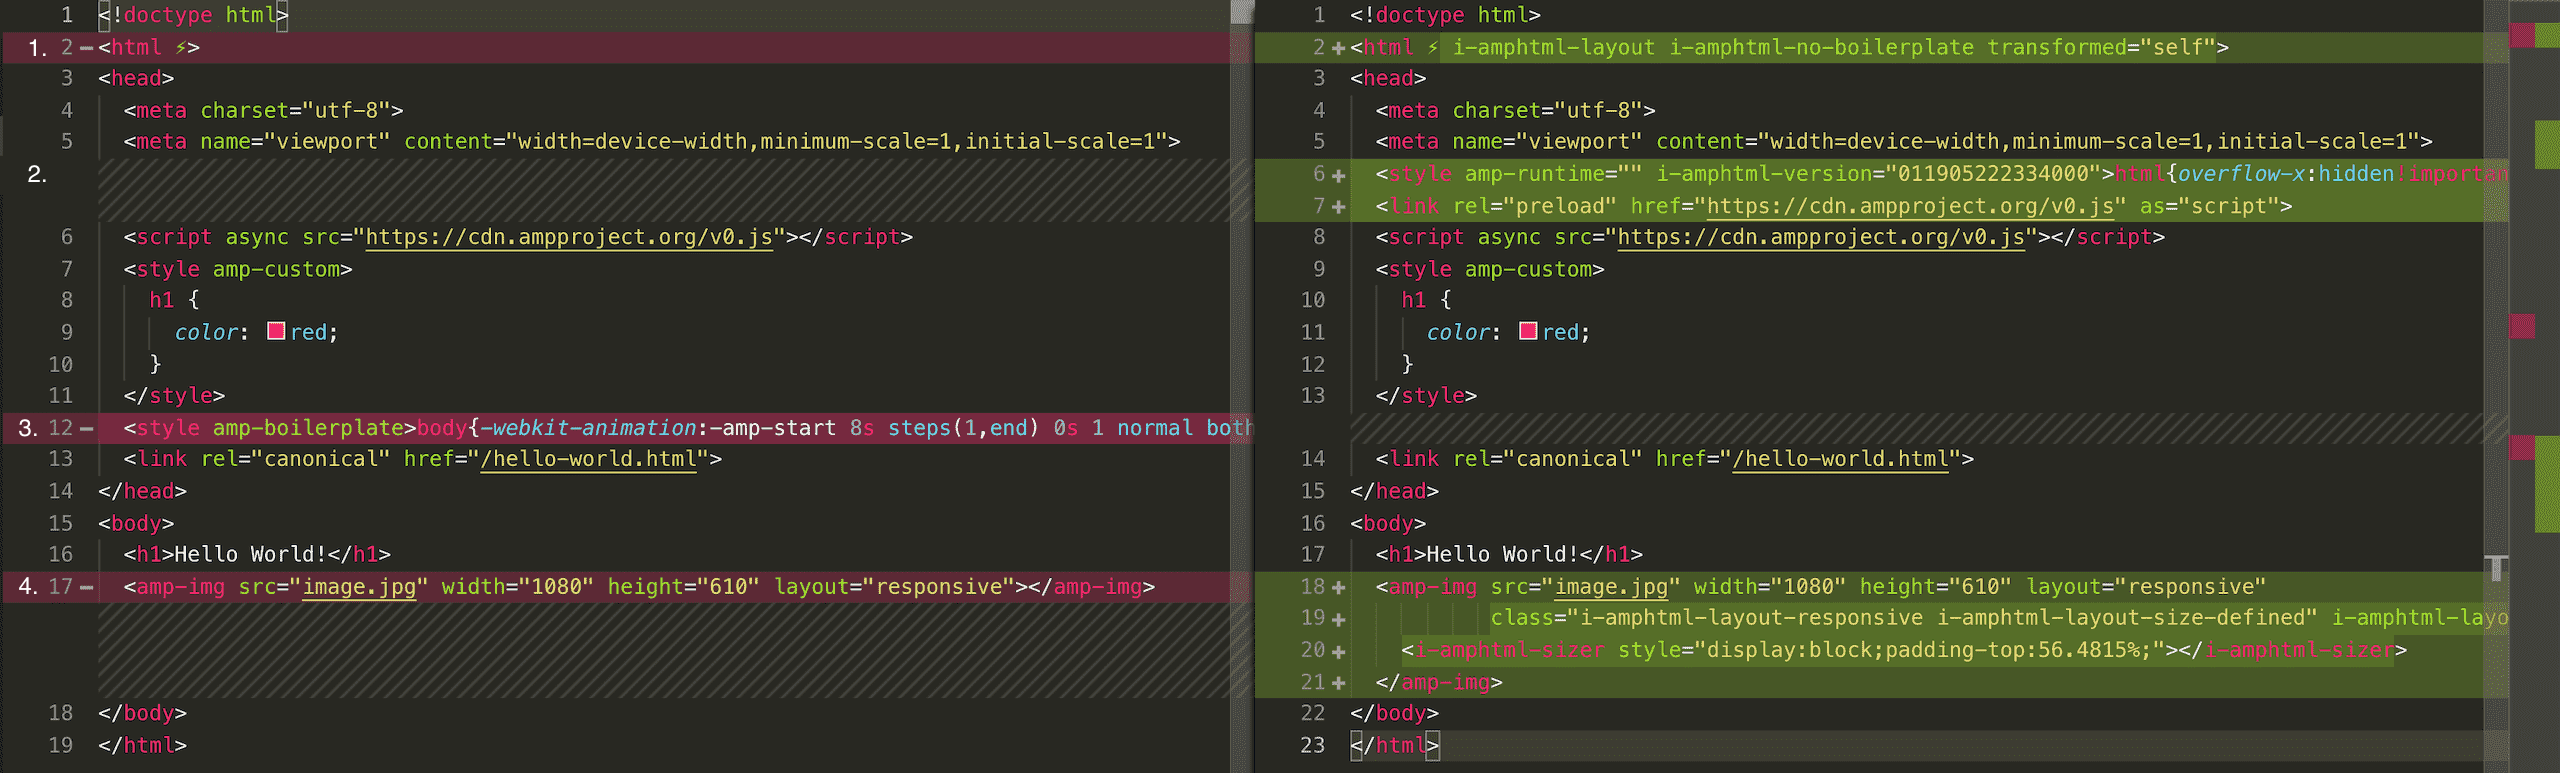 1 <!doctype html>
1. 2 −<html ⚡>
3 <head>
4 <meta charset="utf-8">
5 <meta name="viewport" content="width=device-width,minimum-scale=1,initial-scale=1">
2.
6 <script async src="https://cdn.ampproject.org/v0.js"></script>
7 <style amp-custom>
8 h1 {
9 color: red;
10 }
11 </style>
3. 12 − <style amp-boilerplate>body{-webkit-animation:-amp-start 8s steps(1,end) 0s 1 normal both
13 <link rel="canonical" href="/hello-world.html">
14 </head>
15 <body>
16 <h1>Hello World!</h1>
4. 17 − <amp-img src="image.jpg" width="1080" height="610" layout="responsive"></amp-img>
18 </body>
19 </html>
1 <!doctype html>
2 +<html ⚡ i-amphtml-layout i-amphtml-no-boilerplate transformed="self">
3 <head>
4 <meta charset="utf-8">
5 <meta name="viewport" content="width=device-width,minimum-scale=1,initial-scale=1">
6 + <style amp-runtime="" i-amphtml-version="011905222334000">html{overflow-x:hidden!importan
7 + <link rel="preload" href="https://cdn.ampproject.org/v0.js" as="script">
8 <script async src="https://cdn.ampproject.org/v0.js"></script>
9 <style amp-custom>
10 h1 {
11 color: red;
12 }
13 </style>
14 <link rel="canonical" href="/hello-world.html">
15 </head>
16 <body>
17 <h1>Hello World!</h1>
18 + <amp-img src="image.jpg" width="1080" height="610" layout="responsive"
19 + class="i-amphtml-layout-responsive i-amphtml-layout-size-defined" i-amphtml-layo
20 + <i-amphtml-sizer style="display:block;padding-top:56.4815%;"></i-amphtml-sizer>
21 + </amp-img>
22 </body>
23 </html>